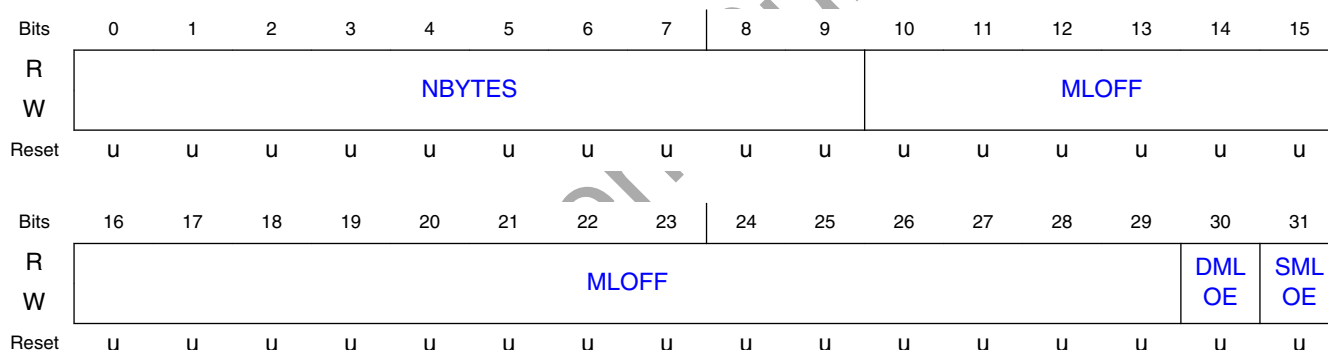 Bits 0 1 2 3 4 5 6 7 8 9 10 11 12 13 14 15
R
NBYTES MLOFF
W
Reset u u u u u u u u u u u u u u u u
Bits 16 17 18 19 20 21 22 23 24 25 26 27 28 29 30 31
R
MLOFF DML SML
OE OE
W
Reset u u u u u u u u u u u u u u u u